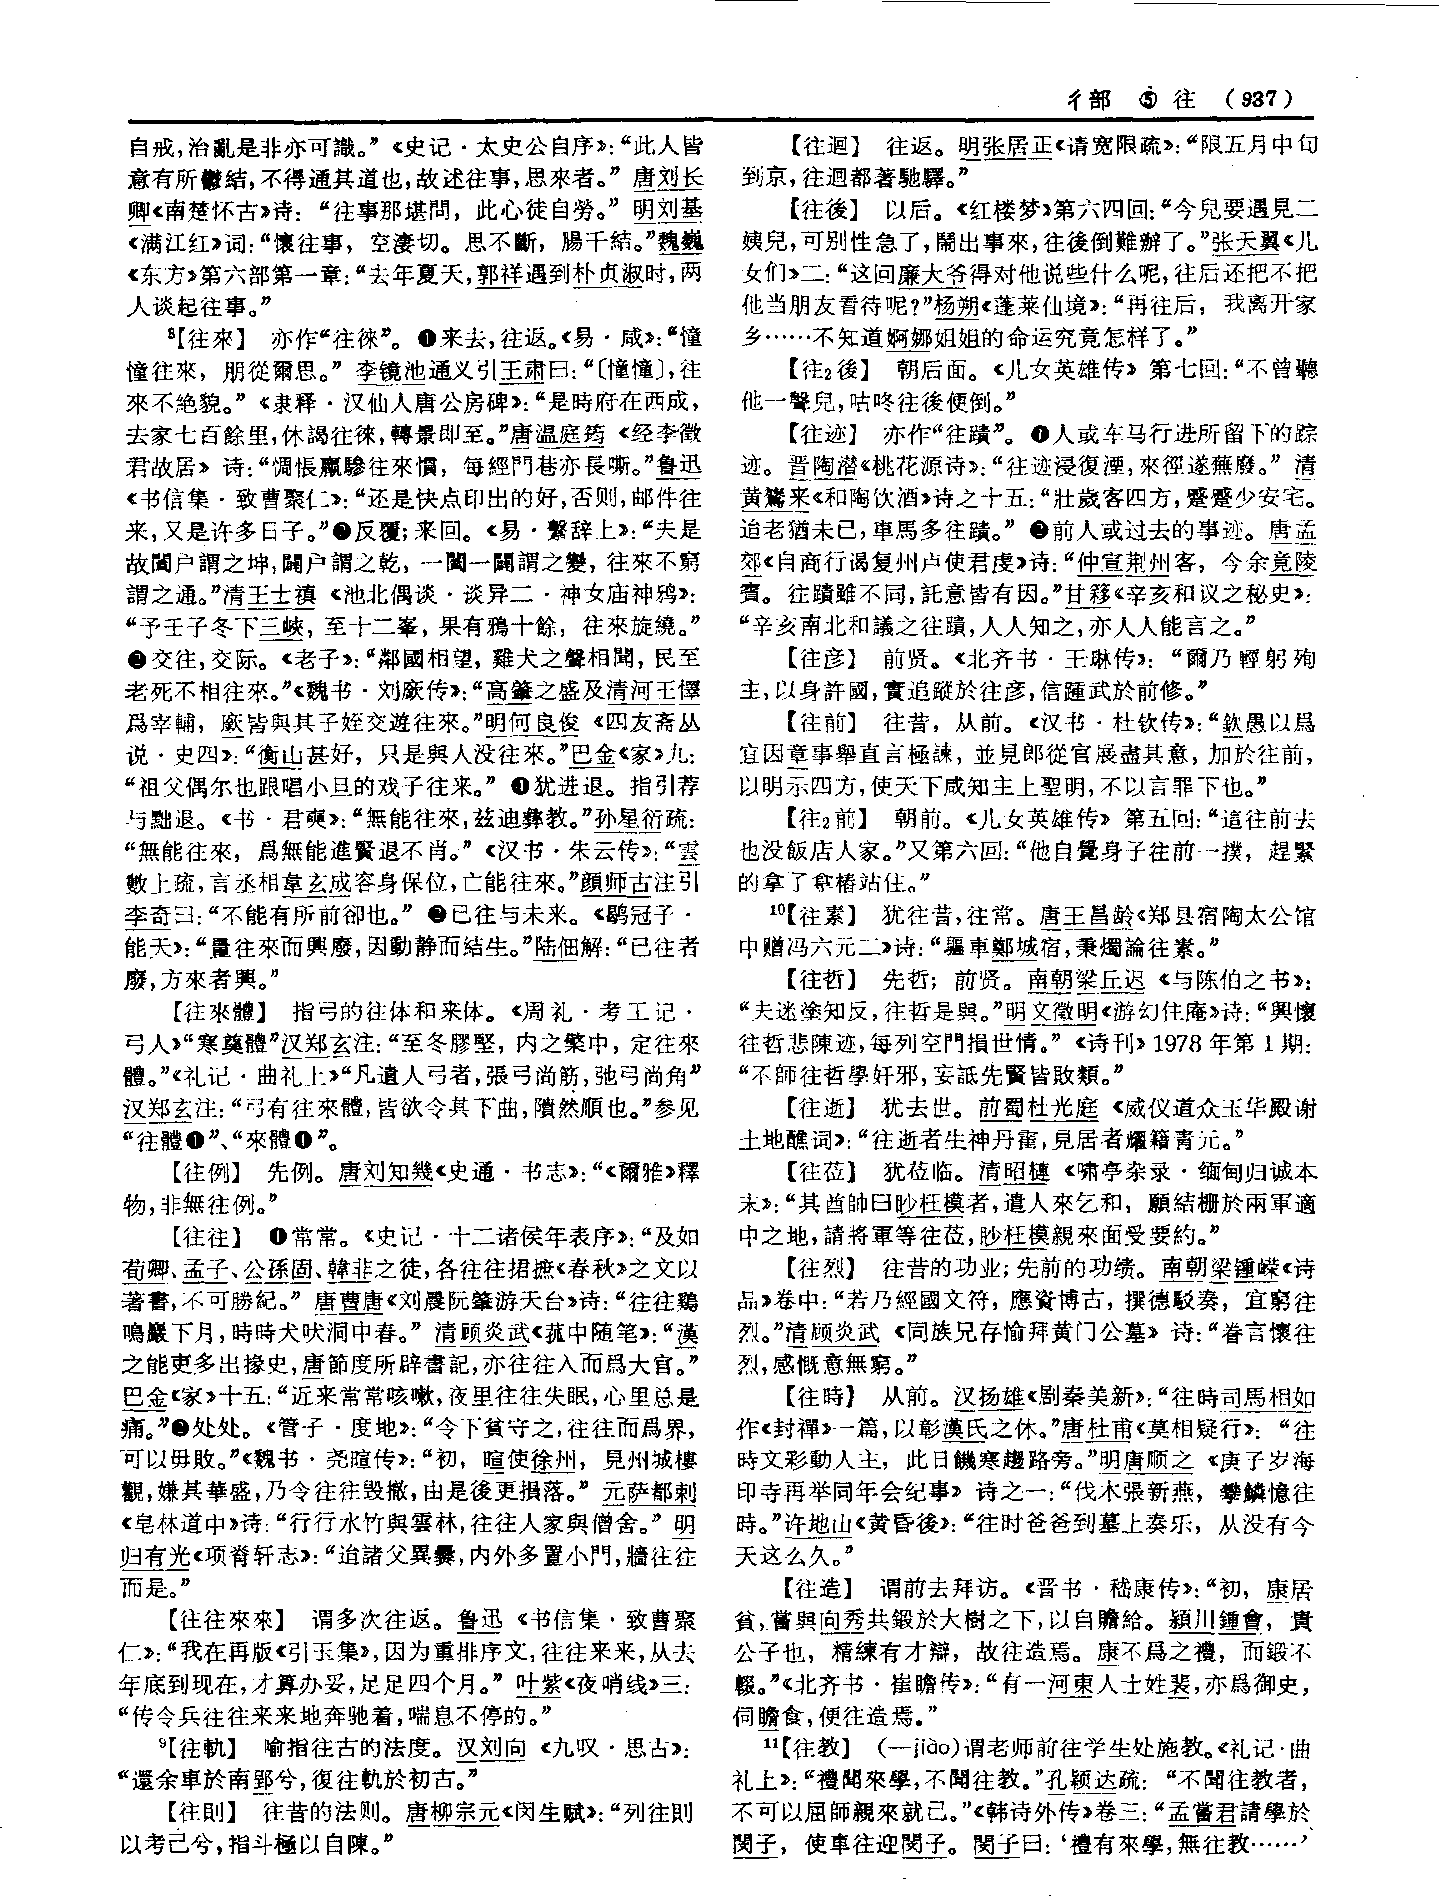 彳部 ⑤ 往 (937)
自戒,治亂是非亦可識。”《史记·太史公自序》:“此人皆
意有所鬱結,不得通其道也,故述往事,思來者。”唐刘长
卿《南楚怀古》诗:“往事那堪問,此心徒自勞。”明刘基
《满江红》词:“懷往事,空淒切。思不斷,腸千結。”魏巍
《东方》第六部第一章:“去年夏天,郭祥遇到朴贞淑时,两
人谈起往事。”
8【往來】 亦作“往徠”。❶来去,往返。《易·咸》:“憧
憧往來,朋從爾思。”李镜池通义引王肃曰:“〔憧憧〕,往
來不絶貌。”《隶释·汉仙人唐公房碑》:“是時府在西成,
去家七百餘里,休謁往徠,轉景即至。”唐温庭筠《经李徵
君故居》诗:“惆悵羸驂往來慣,每經門巷亦長嘶。”鲁迅
《书信集·致曹聚仁》:“还是快点印出的好,否则,邮件往
来,又是许多日子。”❷反覆;来回。《易·繫辞上》:“夫是
故闔户謂之坤,闢户謂之乾,一闔一闢謂之變,往來不窮
謂之通。”清王士禛《池北偶谈·谈异二·神女庙神鸦》:
“予壬子冬下三峽,至十二峯,果有鴉十餘,往來旋繞。”
❸交往,交际。《老子》:“鄰國相望,雞犬之聲相聞,民至
老死不相往來。”《魏书·刘廞传》:“高肇之盛及清河王懌
爲宰輔,廞皆與其子姪交遊往來。”明何良俊《四友斋丛
说·史四》:“衡山甚好,只是與人没往來。”巴金《家》九:
“祖父偶尔也跟唱小旦的戏子往来。”❹犹进退。指引荐
与黜退。《书·君奭》:“無能往來,兹迪彝教。”孙星衍疏:
“無能往來,爲無能進賢退不肖。”《汉书·朱云传》:“雲
數上疏,言丞相韋玄成容身保位,亡能往來。”顔师古注引
李奇曰:“不能有所前卻也。”❺已往与未来。《鹖冠子·
能天》:“量往來而興廢,因動静而結生。”陆佃解:“已往者
廢,方來者興。”
【往來體】 指弓的往体和来体。《周礼·考工记·
弓人》“寒奠體”汉郑玄注:“至冬膠堅,内之檠中,定往來
體。”《礼记·曲礼上》“凡遺人弓者,張弓尚筋,弛弓尚角”
汉郑玄注:“弓有往來體,皆欲令其下曲,隤然順也。”参见
“往體❶”、“來體❶”。
【往例】 先例。唐刘知幾《史通·书志》:“《爾雅》釋
物,非無往例。”
【往往】 ❶常常。《史记·十二诸侯年表序》:“及如
荀卿、孟子、公孫固、韓非之徒,各往往捃摭《春秋》之文以
著書,不可勝紀。”唐曹唐《刘晨阮肇游天台》诗:“往往鷄
鳴巖下月,時時犬吠洞中春。”清顾炎武《菰中随笔》:“漢
之能吏多出掾史,唐節度所辟書記,亦往往入而爲大官。”
巴金《家》十五:“近来常常咳嗽,夜里往往失眠,心里总是
痛。”❷处处。《管子·度地》:“令下貧守之,往往而爲界,
可以毋敗。”《魏书·尧暄传》:“初,暄使徐州,見州城樓
觀,嫌其華盛,乃令往往毁撤,由是後更損落。”元萨都剌
《皂林道中》诗:“行行水竹與雲林,往往人家與僧舍。”明
归有光《项脊轩志》:“迨諸父異爨,内外多置小門,牆往往
而是。”
【往往來來】 谓多次往返。鲁迅《书信集·致曹聚
仁》:“我在再版《引玉集》,因为重排序文,往往来来,从去
年底到现在,才算办妥,足足四个月。”叶紫《夜哨线》三:
“传令兵往往来来地奔驰着,喘息不停的。”
9【往軌】 喻指往古的法度。汉刘向《九叹·思古》:
“還余車於南郢兮,復往軌於初古。”
【往則】 往昔的法则。唐柳宗元《闵生赋》:“列往則
以考己兮,指斗極以自陳。”
【往迴】 往返。明张居正《请宽限疏》:“限五月中旬
到京,往迴都著馳驛。”
【往後】 以后。《红楼梦》第六四回:“今兒要遇見二
姨兒,可別性急了,鬧出事來,往後倒難辦了。”张天翼《儿
女们》二:“这回廉大爷得对他说些什么呢,往后还把不把
他当朋友看待呢?”杨朔《蓬莱仙境》:“再往后,我离开家
乡……不知道婀娜姐姐的命运究竟怎样了。”
【往2後】 朝后面。《儿女英雄传》第七回:“不曾聽
他一聲兒,咕咚往後便倒。”
【往迹】 亦作“往蹟”。❶人或车马行进所留下的踪
迹。晋陶潜《桃花源诗》:“往迹浸復湮,來徑遂蕪廢。”清
黄鷟来《和陶饮酒》诗之十五:“壯歲客四方,蹙蹙少安宅。
迨老猶未已,車馬多往蹟。”❷前人或过去的事迹。唐孟
郊《自商行谒复州卢使君虔》诗:“仲宣荆州客,今余竟陵
賓。往蹟雖不同,託意皆有因。”甘簃《辛亥和议之秘史》:
“辛亥南北和議之往蹟,人人知之,亦人人能言之。”
【往彦】 前贤。《北齐书·王琳传》:“爾乃輕躬殉
主,以身許國,實追蹤於往彦,信踵武於前修。”
【往前】 往昔,从前。《汉书·杜钦传》:“欽愚以爲
宜因章事舉直言極諫,並見郎從官展盡其意,加於往前,
以明示四方,使天下咸知主上聖明,不以言罪下也。”
【往2前】 朝前。《儿女英雄传》第五回:“這往前去
也没飯店人家。”又第六回:“他自覺身子往前一撲,趕緊
的拿了㑹樁站住。”
10【往素】 犹往昔,往常。唐王昌龄《郑县宿陶太公馆
中赠冯六元二》诗:“驅車鄭城宿,秉燭論往素。”
【往哲】 先哲;前贤。南朝梁丘迟《与陈伯之书》:
“夫迷塗知反,往哲是與。”明文徵明《游幻住庵》诗:“興懷
往哲悲陳迹,每列空門損世情。”《诗刊》1978年第1期:
“不師往哲學奸邪,妄詆先賢皆敗類。”
【往逝】 犹去世。前蜀杜光庭《威仪道众玉华殿谢
土地醮词》:“往逝者生神丹霄,見居者耀籍青元。”
【往莅】 犹莅临。清昭槤《啸亭杂录·缅甸归诚本
末》:“其酋帥曰眇枉模者,遣人來乞和,願結栅於兩軍適
中之地,請將軍等往莅,眇枉模親來面受要約。”
【往烈】 往昔的功业;先前的功绩。南朝梁锺嵘《诗
品》卷中:“若乃經國文符,應資博古,撰德駁奏,宜窮往
烈。”清顾炎武《同族兄存愉拜黄门公墓》诗:“眷言懷往
烈,感慨意無窮。”
【往時】 从前。汉扬雄《剧秦美新》:“往時司馬相如
作《封禪》一篇,以彰漢氏之休。”唐杜甫《莫相疑行》:“往
時文彩動人主,此日饑寒趨路旁。”明唐顺之《庚子岁海
印寺再举同年会纪事》诗之一:“伐木張新燕,攀鱗憶往
時。”许地山《黄昏後》:“往时爸爸到墓上奏乐,从没有今
天这么久。”
【往造】 谓前去拜访。《晋书·嵇康传》:“初,康居
貧,嘗與向秀共鍛於大樹之下,以自贍給。潁川鍾會,貴
公子也,精練有才辯,故往造焉。康不爲之禮,而鍛不
輟。”《北齐书·崔瞻传》:“有一河東人士姓裴,亦爲御史,
伺瞻食,便往造焉。”
11【往教】 (—jiào)谓老师前往学生处施教。《礼记·曲
礼上》:“禮聞來學,不聞往教。”孔颖达疏:“不聞往教者,
不可以屈師親來就己。”《韩诗外传》卷三:“孟嘗君請學於
閔子,使車往迎閔子。閔子曰:‘禮有來學,無往教……’